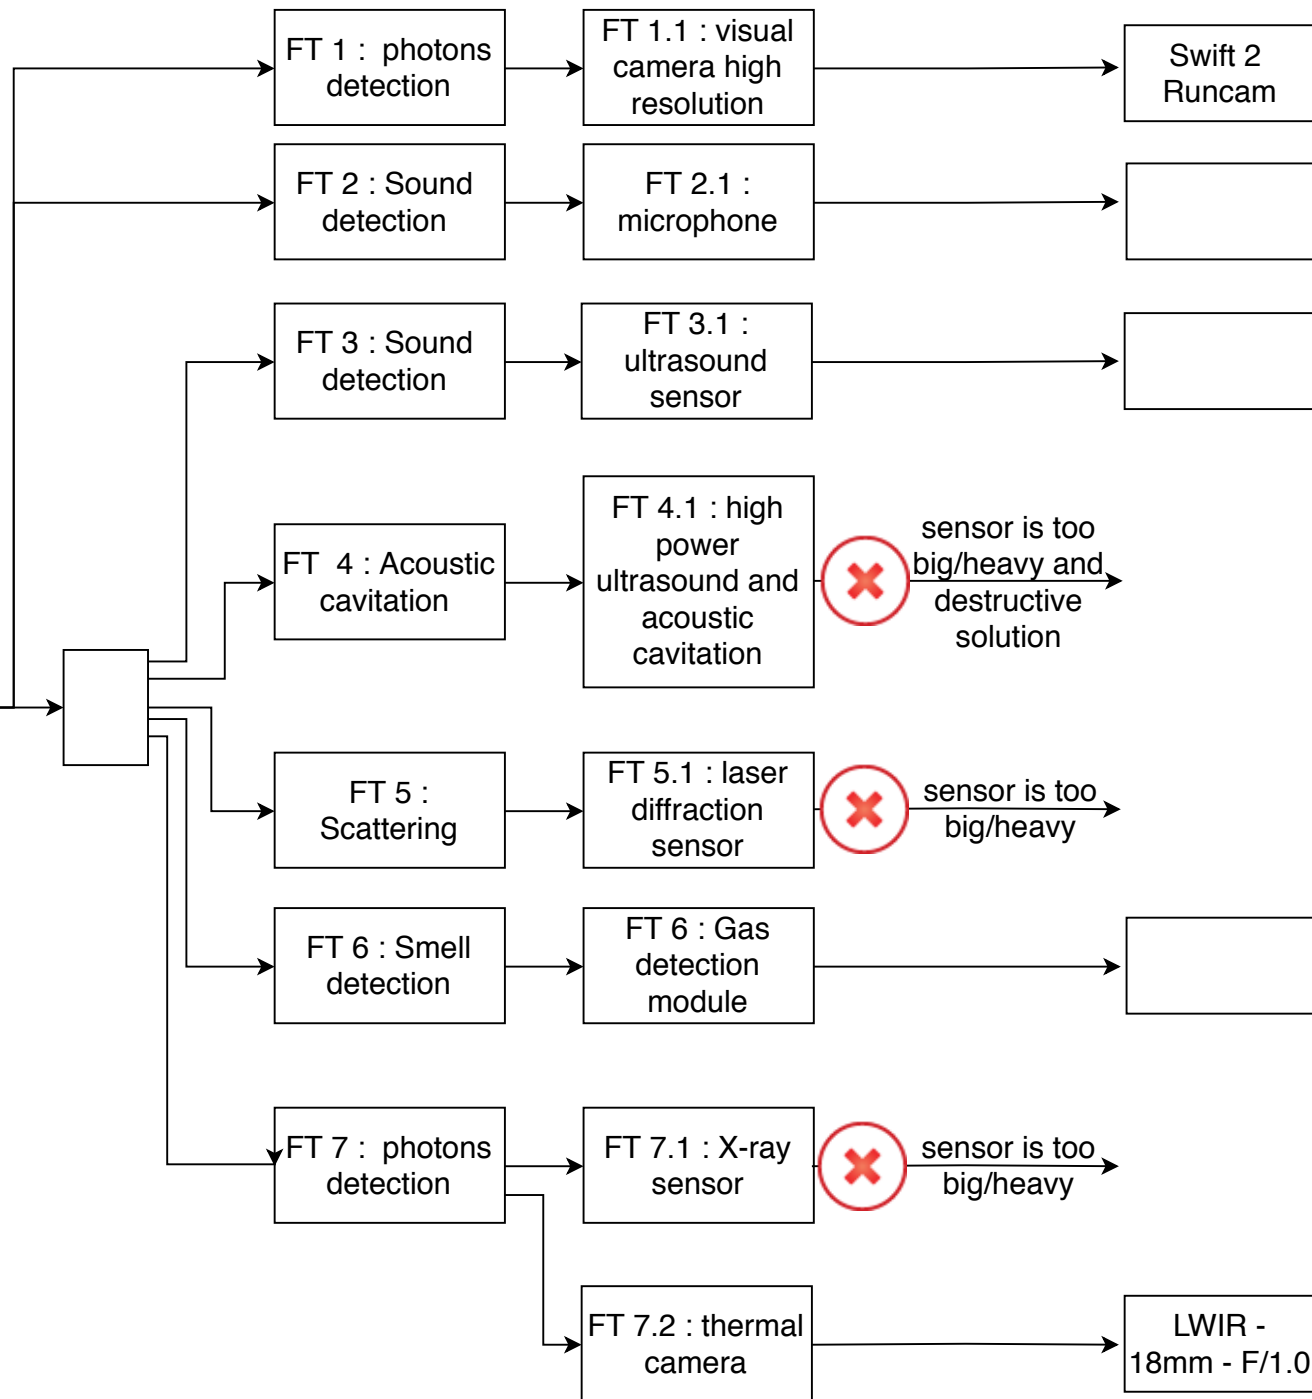 FT 1 :  photons
detection
FT 1.1 : visual
camera high
resolution
Swift 2
Runcam
FT 2 : Sound
detection
FT 2.1 :
microphone
FT 3 : Sound
detection
FT 3.1 :
ultrasound
sensor
FT  4 : Acoustic
cavitation
FT 4.1 : high
power
ultrasound and
acoustic
cavitation
sensor is too
big/heavy and
destructive
solution
FT 5 :
Scattering
FT 5.1 : laser
diffraction
sensor
sensor is too
big/heavy
FT 6 : Smell
detection
FT 6 : Gas
detection
module
FT 7 :  photons
detection
FT 7.1 : X-ray
sensor
sensor is too
big/heavy
FT 7.2 : thermal
camera
LWIR -
18mm - F/1.0